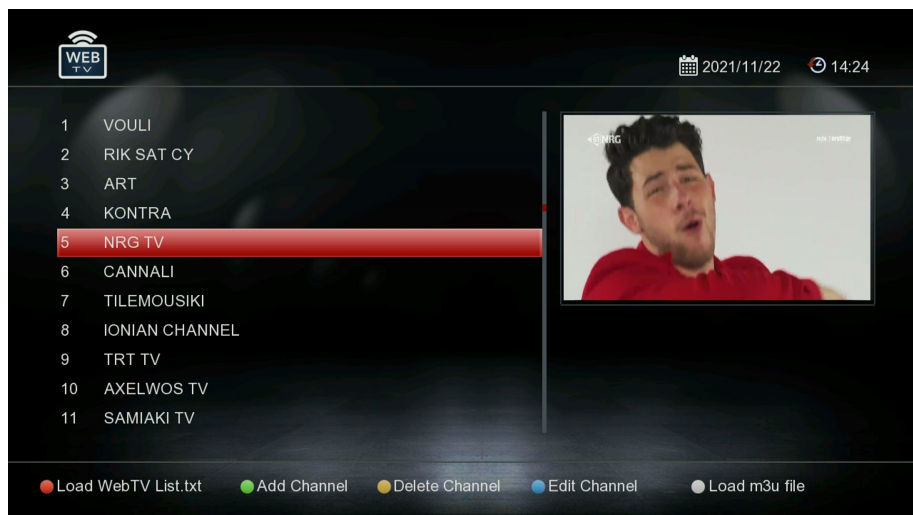 WEB
TV
2021/11/22 14:24
1 VOULI
2 RIK SAT CY
3 ART
4 KONTRA
5 NRG TV
6 CANNALI
7 TILEMOUSIKI
8 IONIAN CHANNEL
9 TRT TV
10 AXELWOS TV
11 SAMIAKI TV
NRG
Load WebTV List.txt Add Channel Delete Channel Edit Channel Load m3u file